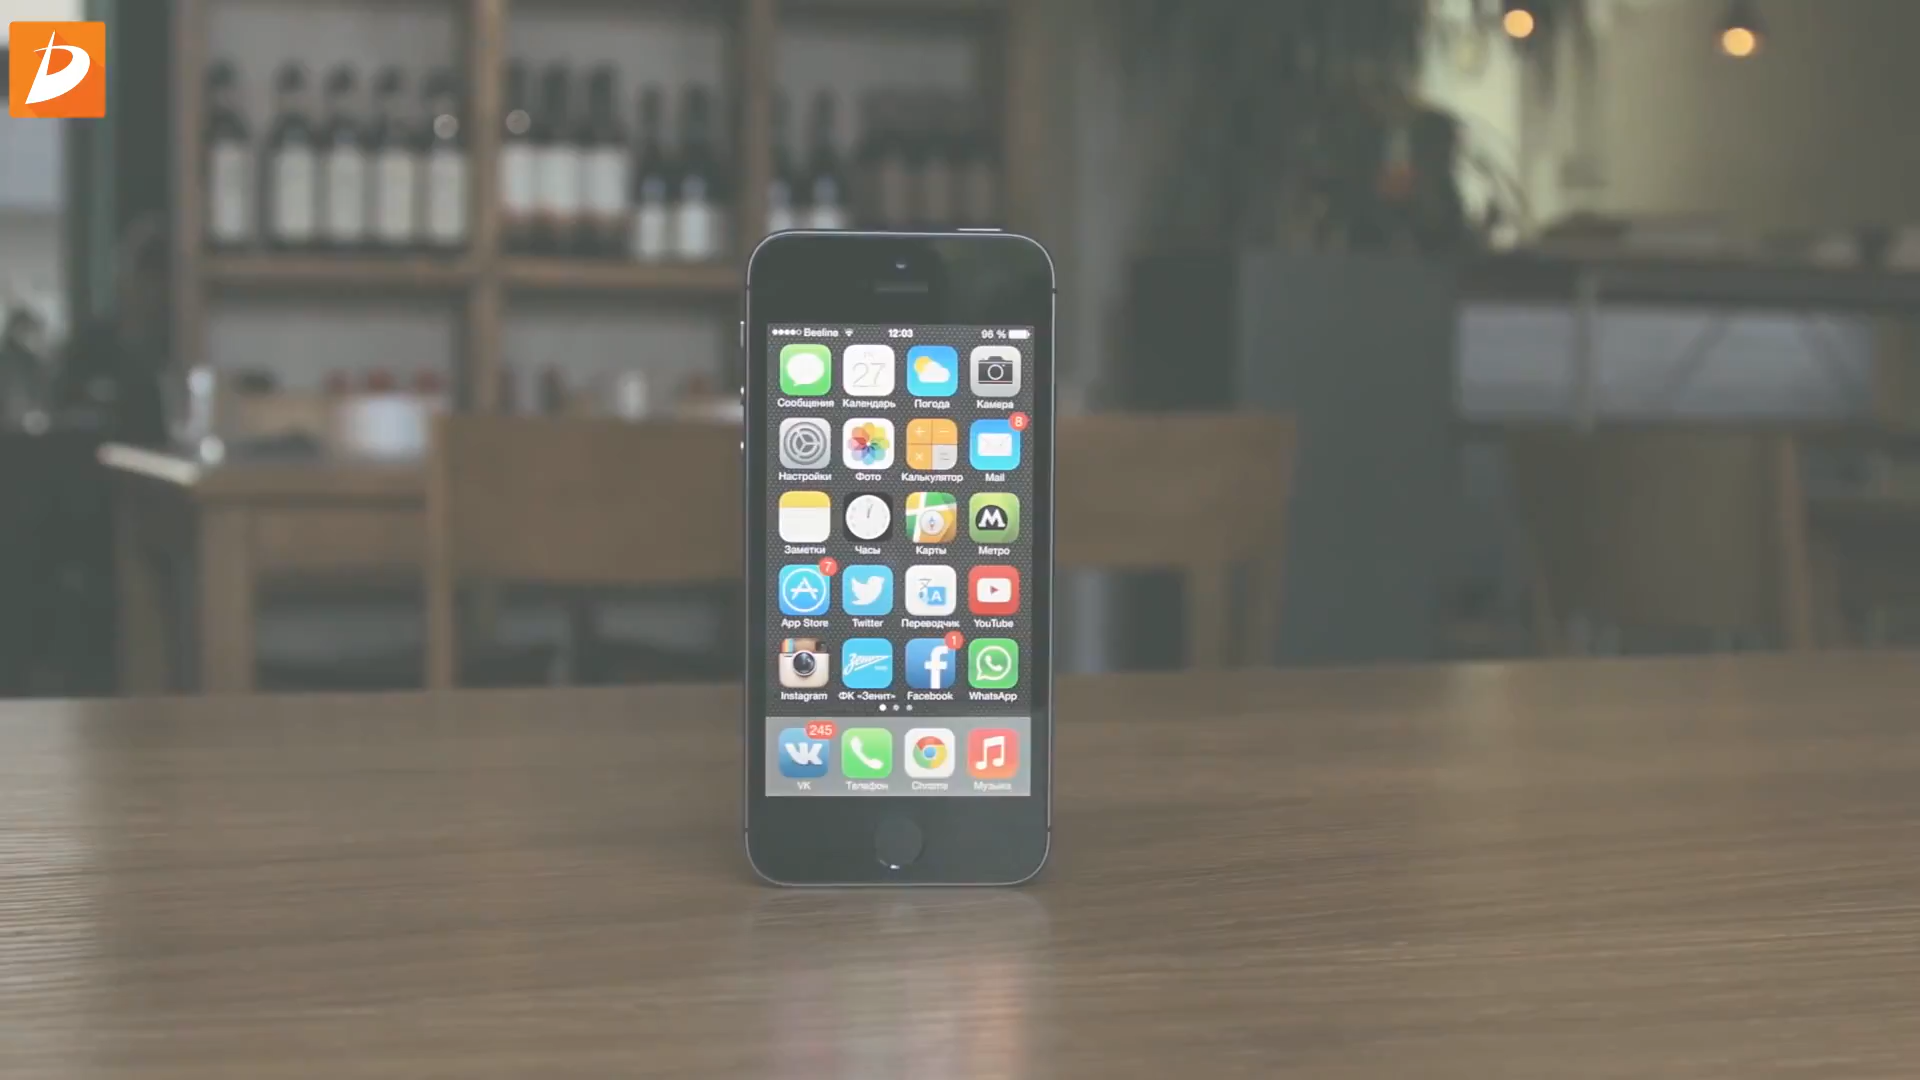 Beeline 12:03 96 %
27
Сообщения Календарь Погода Камера
8
Настройки Фото Калькулятор Mail
Заметки Часы Карты Метро
7
App Store Twitter Переводчик YouTube
1
Instagram ФК «Зенит» Facebook WhatsApp
245
VK Телефон Chrome Музыка